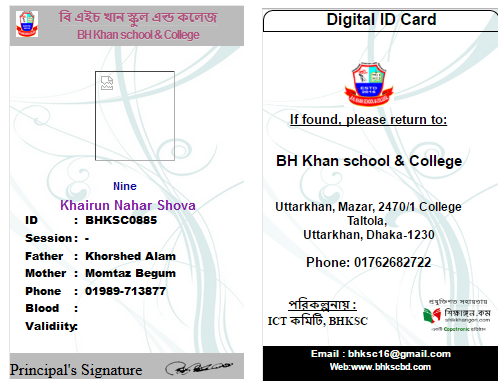 বি এইচ খান স্কুল এন্ড কলেজ
BH Khan school & College
Nine
Khairun Nahar Shova
ID : BHKSC0885
Session : -
Father : Khorshed Alam
Mother : Momtaz Begum
Phone : 01989-713877
Blood :
Validiity:
Principal's Signature
Digital ID Card
ESTD
2016
If found, please return to:
BH Khan school & College
Uttarkhan, Mazar, 2470/1 College
Taltola,
Uttarkhan, Dhaka-1230
Phone: 01762682722
পরিকল্পনায় :
ICT কমিটি, BHKSC
প্রযুক্তিগত সহায়তায়
শিক্ষাঙ্গন.কম
shikkhangon.com
একটি Copotronic প্রতিষ্ঠান
Email : bhksc16@gmail.com
Web:www.bhkscbd.com